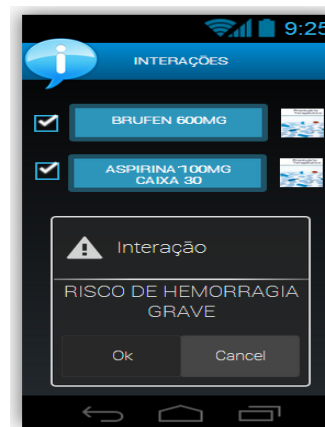 9:25
INTERAÇÕES
BRUFEN 600MG
ASPIRINA 100MG
CAIXA 30
Interação
RISCO DE HEMORRAGIA
GRAVE
Ok Cancel